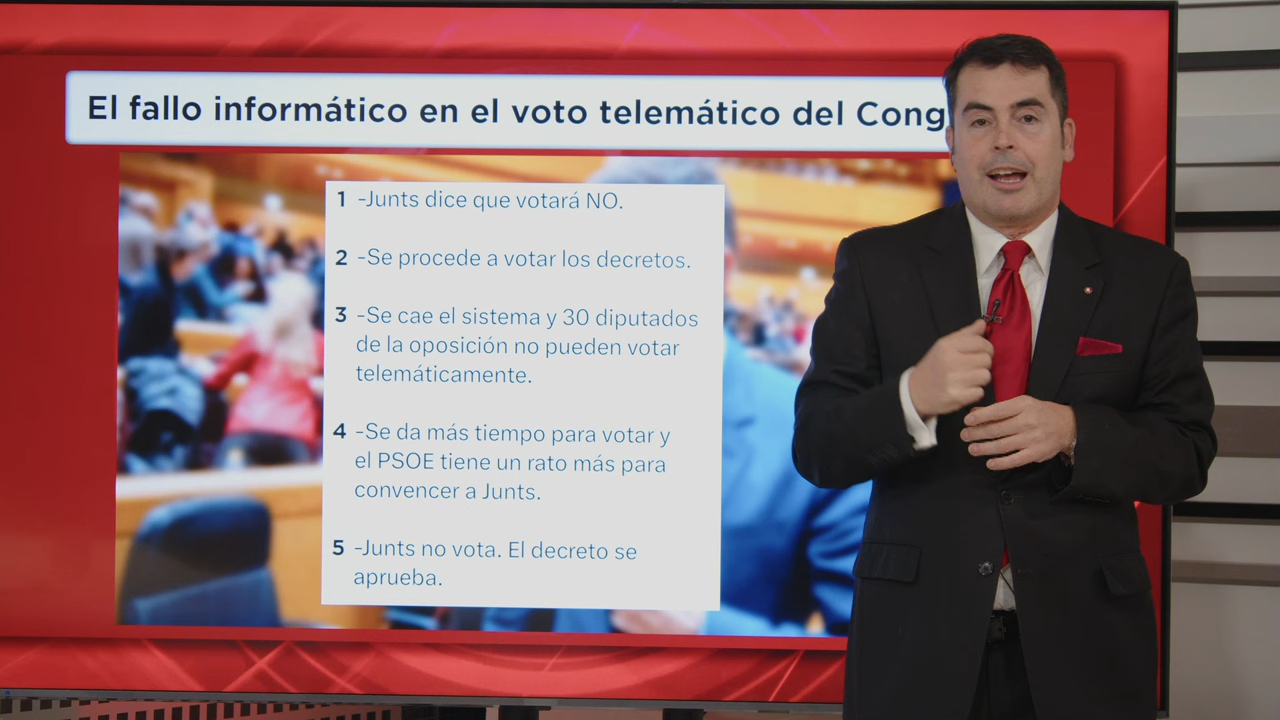 El fallo informático en el voto telemático del Cong
1 -Junts dice que votará NO.
2 -Se procede a votar los decretos.
3 -Se cae el sistema y 30 diputados
de la oposición no pueden votar
telemáticamente.
4 -Se da más tiempo para votar y
el PSOE tiene un rato más para
convencer a Junts.
5 -Junts no vota. El decreto se
aprueba.